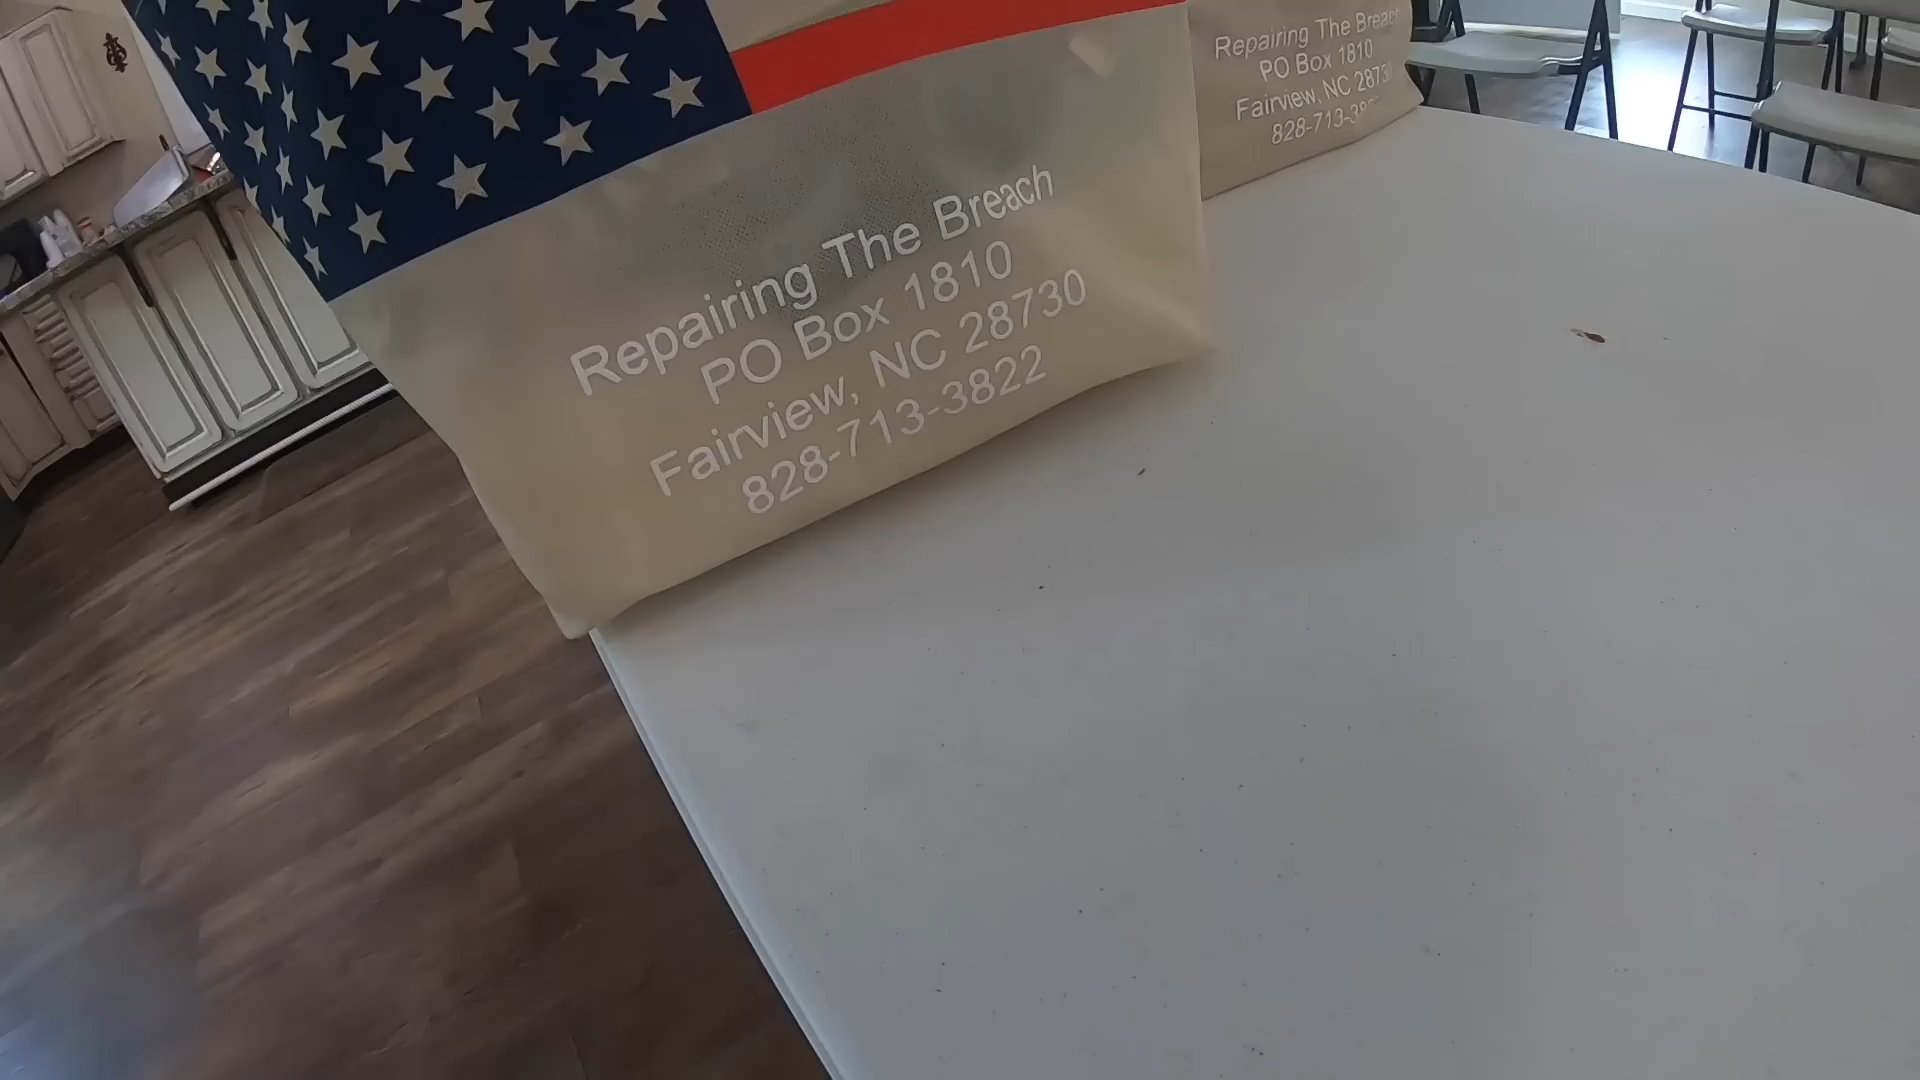 Repairing The Breach
PO Box 1810
Fairview, NC 28730
828-713-3822
Repairing The Breach
PO Box 1810
Fairview, NC 28730